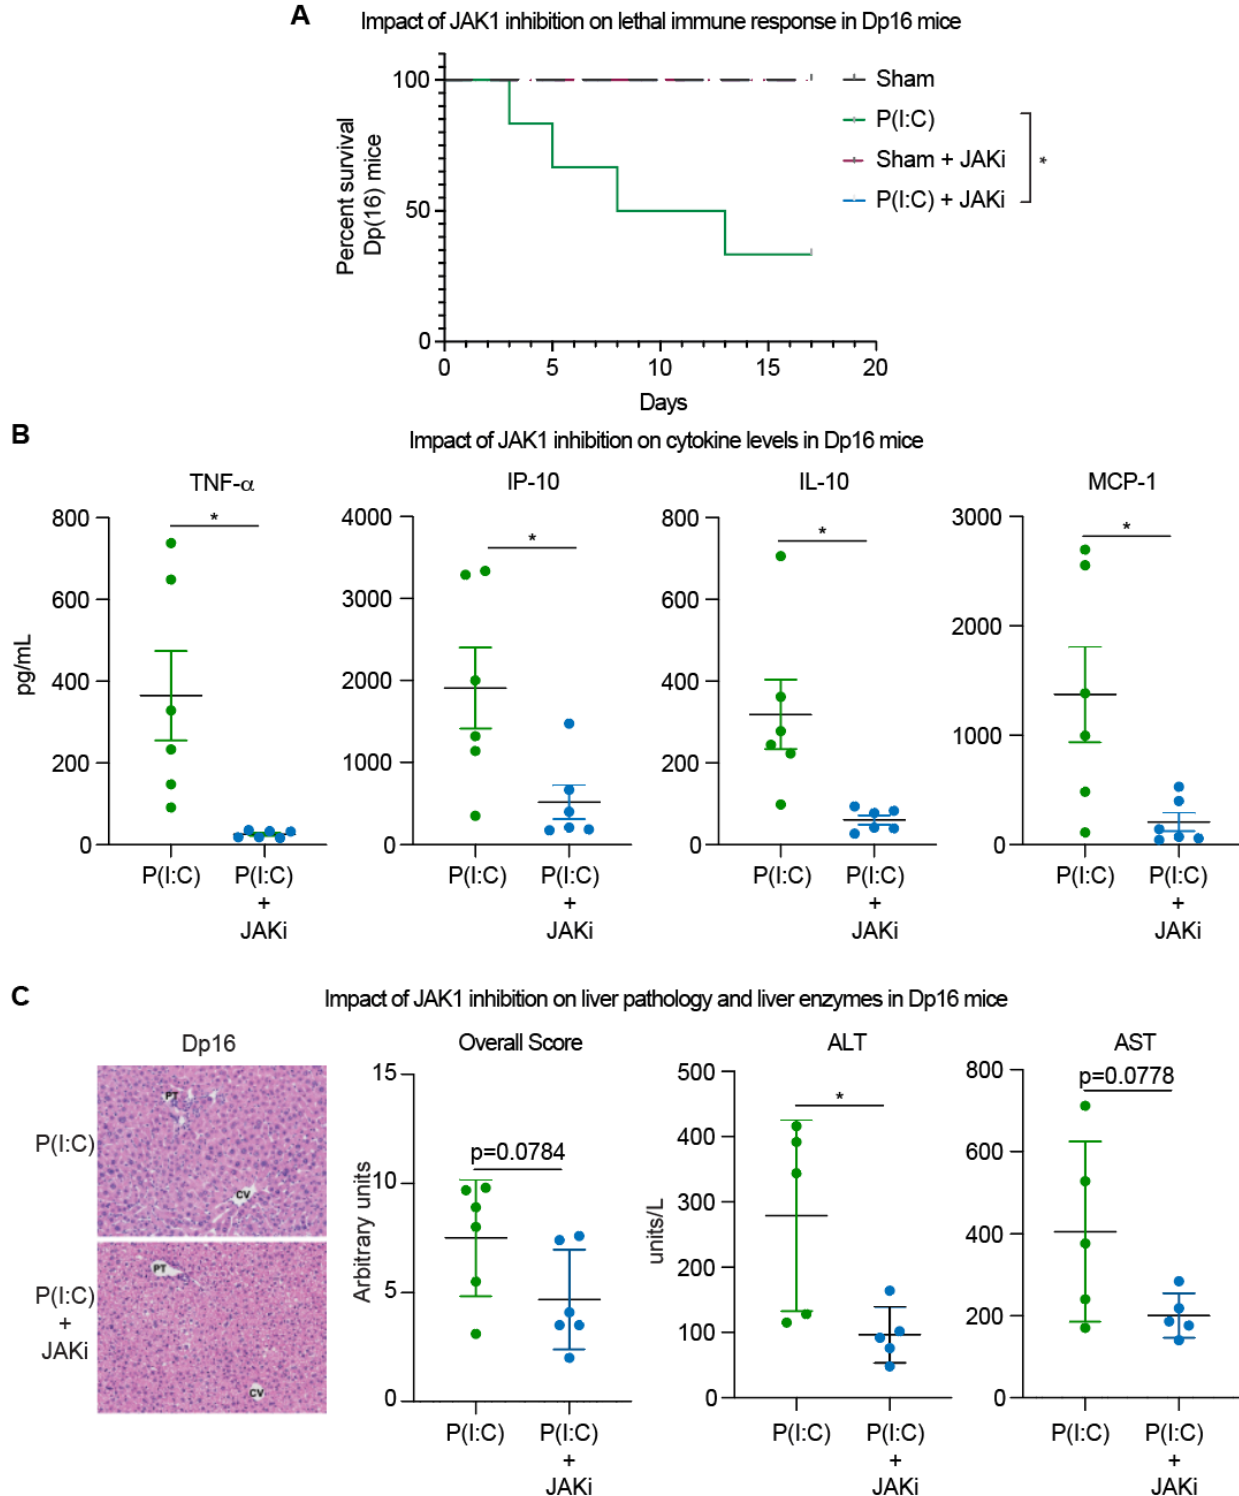 A
Impact of JAK1 inhibition on lethal immune response in Dp16 mice
Percent survival
Dp(16) mice
100
50
0
0 5 10 15 20
Days
Sham
P(I:C)
Sham + JAKi
P(I:C) + JAKi
*
B
Impact of JAK1 inhibition on cytokine levels in Dp16 mice
TNF-α
pg/mL
800
600
400
200
0
*
P(I:C) P(I:C)
+
JAKi
IP-10
4000
3000
2000
1000
0
*
P(I:C) P(I:C)
+
JAKi
IL-10
800
600
400
200
0
*
P(I:C) P(I:C)
+
JAKi
MCP-1
3000
2000
1000
0
*
P(I:C) P(I:C)
+
JAKi
C
Impact of JAK1 inhibition on liver pathology and liver enzymes in Dp16 mice
Dp16
P(I:C)
PT
CV
P(I:C)
+
JAKi
PT
CV
Overall Score
Arbitrary units
15
10
5
0
p=0.0784
P(I:C) P(I:C)
+
JAKi
ALT
units/L
500
400
300
200
100
0
*
P(I:C) P(I:C)
+
JAKi
AST
800
600
400
200
0
p=0.0778
P(I:C) P(I:C)
+
JAKi